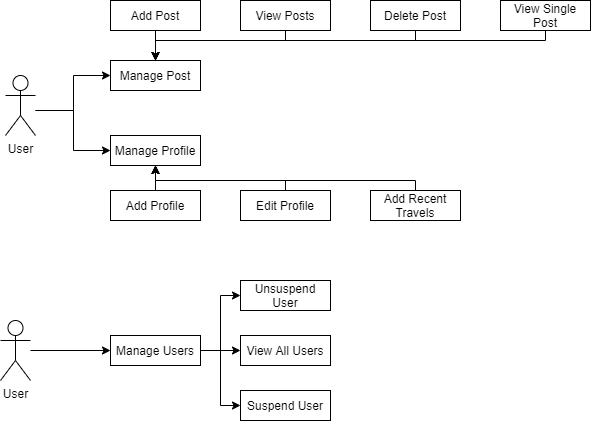 Add Post
View Posts
Delete Post
View Single
Post
Manage Post
User
Manage Profile
Add Profile
Edit Profile
Add Recent
Travels
Unsuspend
User
Manage Users
View All Users
User
Suspend User